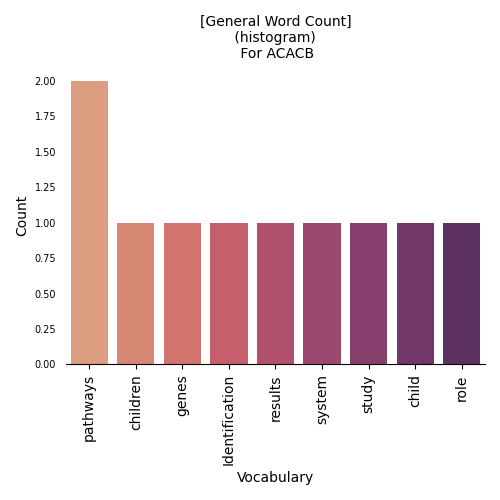 [General Word Count]
(histogram)
For ACACB
2.00
1.75
1.50
1.25
1.00
0.75
0.50
0.25
0.00
Count
pathways
children
genes
Identification
results
system
study
child
role
Vocabulary